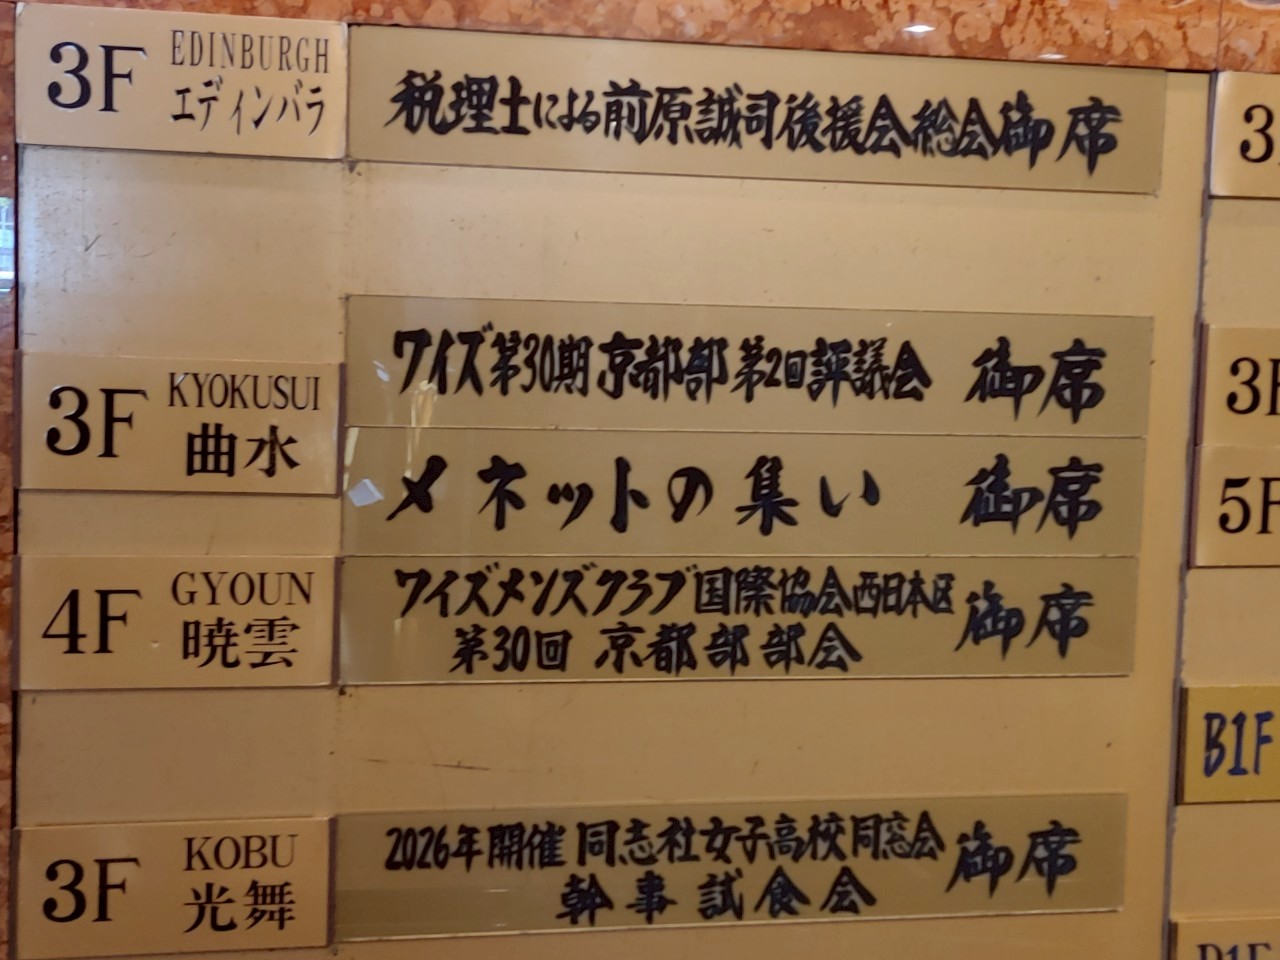 3F EDINBURGH エディンバラ
税理士による前原誠司後援会総会御席
3F KYOKUSUI 曲水
ワイズ第30期京都部第2回評議会 御席
メネットの集い 御席
4F GYOUN 暁雲
ワイズメンズクラブ国際協会西日本区
第30回 京都部部会 御席
3F KOBU 光舞
2026年開催 同志社女子高校同窓会
幹事試食会 御席
3
3F
5F
B1F
B1F